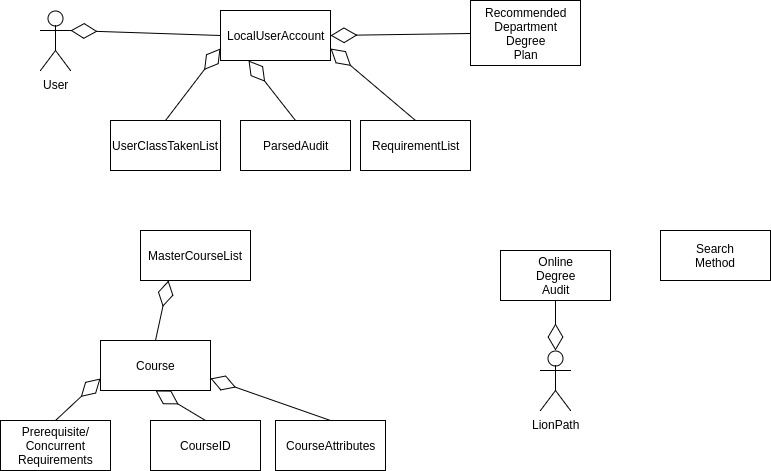 LocalUserAccount
Recommended
Department
Degree
Plan
User
UserClassTakenList
ParsedAudit
RequirementList
MasterCourseList
Online
Degree
Audit
Search
Method
Course
LionPath
Prerequisite/
Concurrent
Requirements
CourseID
CourseAttributes